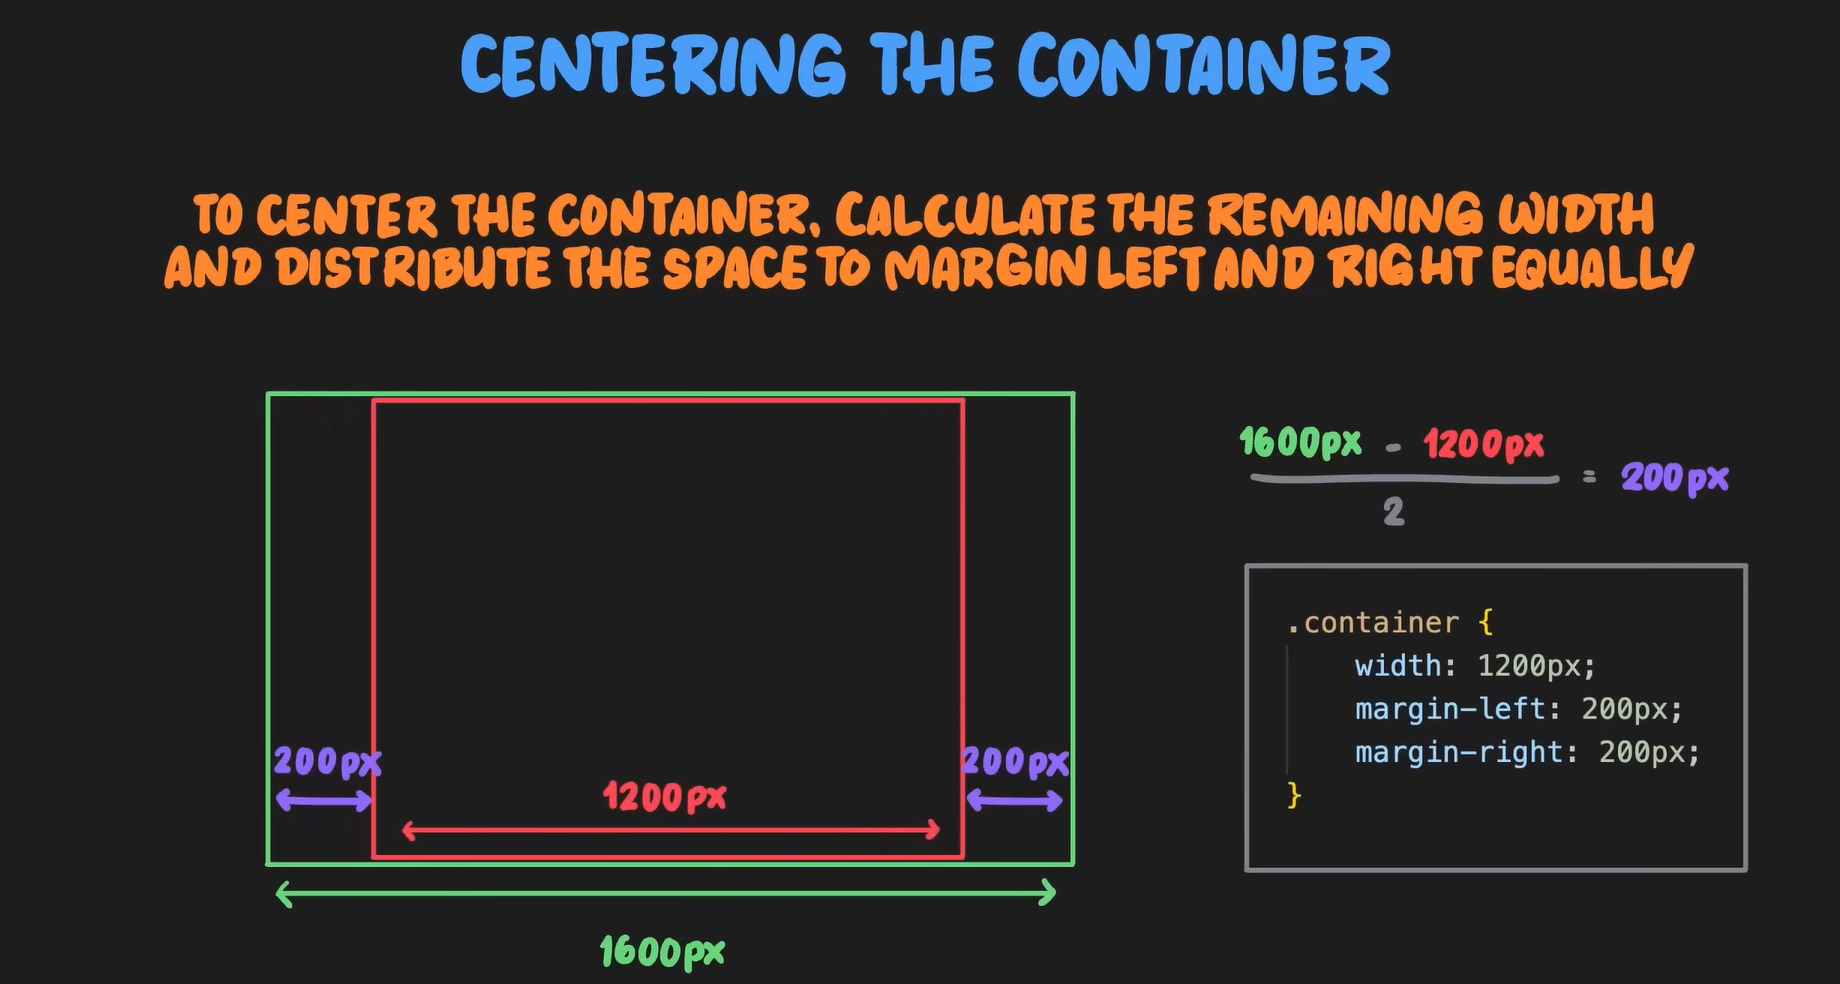 CENTERING THE CONTAINER
TO CENTER THE CONTAINER, CALCULATE THE REMAINING WIDTH
AND DISTRIBUTE THE SPACE TO MARGIN LEFT AND RIGHT EQUALLY
200px
1200px
200px
1600px
1600px - 1200px
2
= 200px
.container {
width: 1200px;
margin-left: 200px;
margin-right: 200px;
}